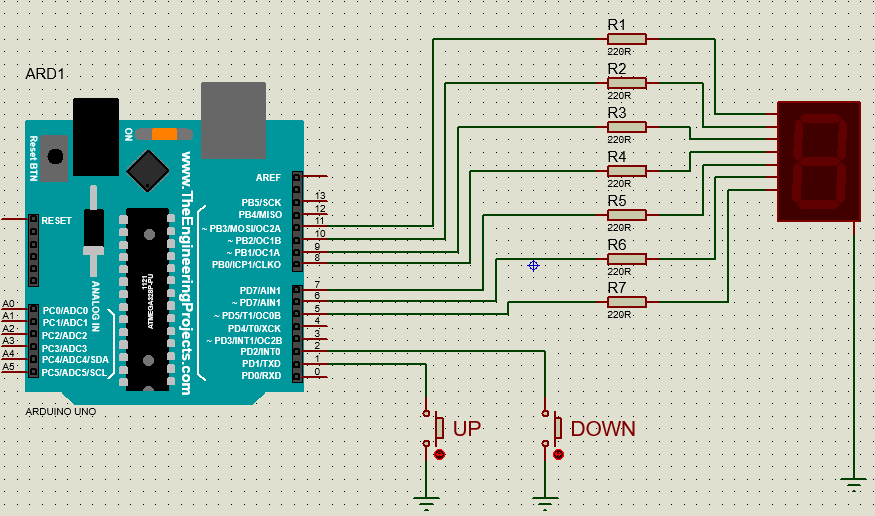 ARD1
ON
Reset BTN
www.TheEngineeringProjects.com
1121
ATMEGA328P-PU
ANALOG IN
RESET
A0
A1
A2
A3
A4
A5
PC0/ADC0
PC1/ADC1
PC2/ADC2
PC3/ADC3
PC4/ADC4/SDA
PC5/ADC5/SCL
AREF
PB5/SCK 13
PB4/MISO 12
~ PB3/MOSI/OC2A 11
~ PB2/OC1B 10
~ PB1/OC1A 9
PB0/ICP1/CLKO 8
PD7/AIN1 7
~ PD7/AIN1 6
~ PD5/T1/OC0B 5
PD4/T0/XCK 4
~ PD3/INT1/OC2B 3
PD2/INT0 2
PD1/TXD 1
PD0/RXD 0
ARDUINO UNO
R1
220R
R2
220R
R3
220R
R4
220R
R5
220R
R6
220R
R7
220R
UP
DOWN